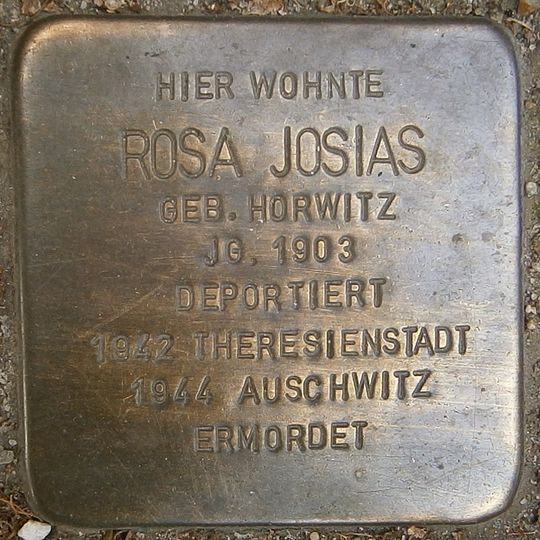 HIER WOHNTE
ROSA JOSIAS
GEB. HORWITZ
JG. 1903
DEPORTIERT
1942 THERESIENSTADT
1944 AUSCHWITZ
ERMORDET